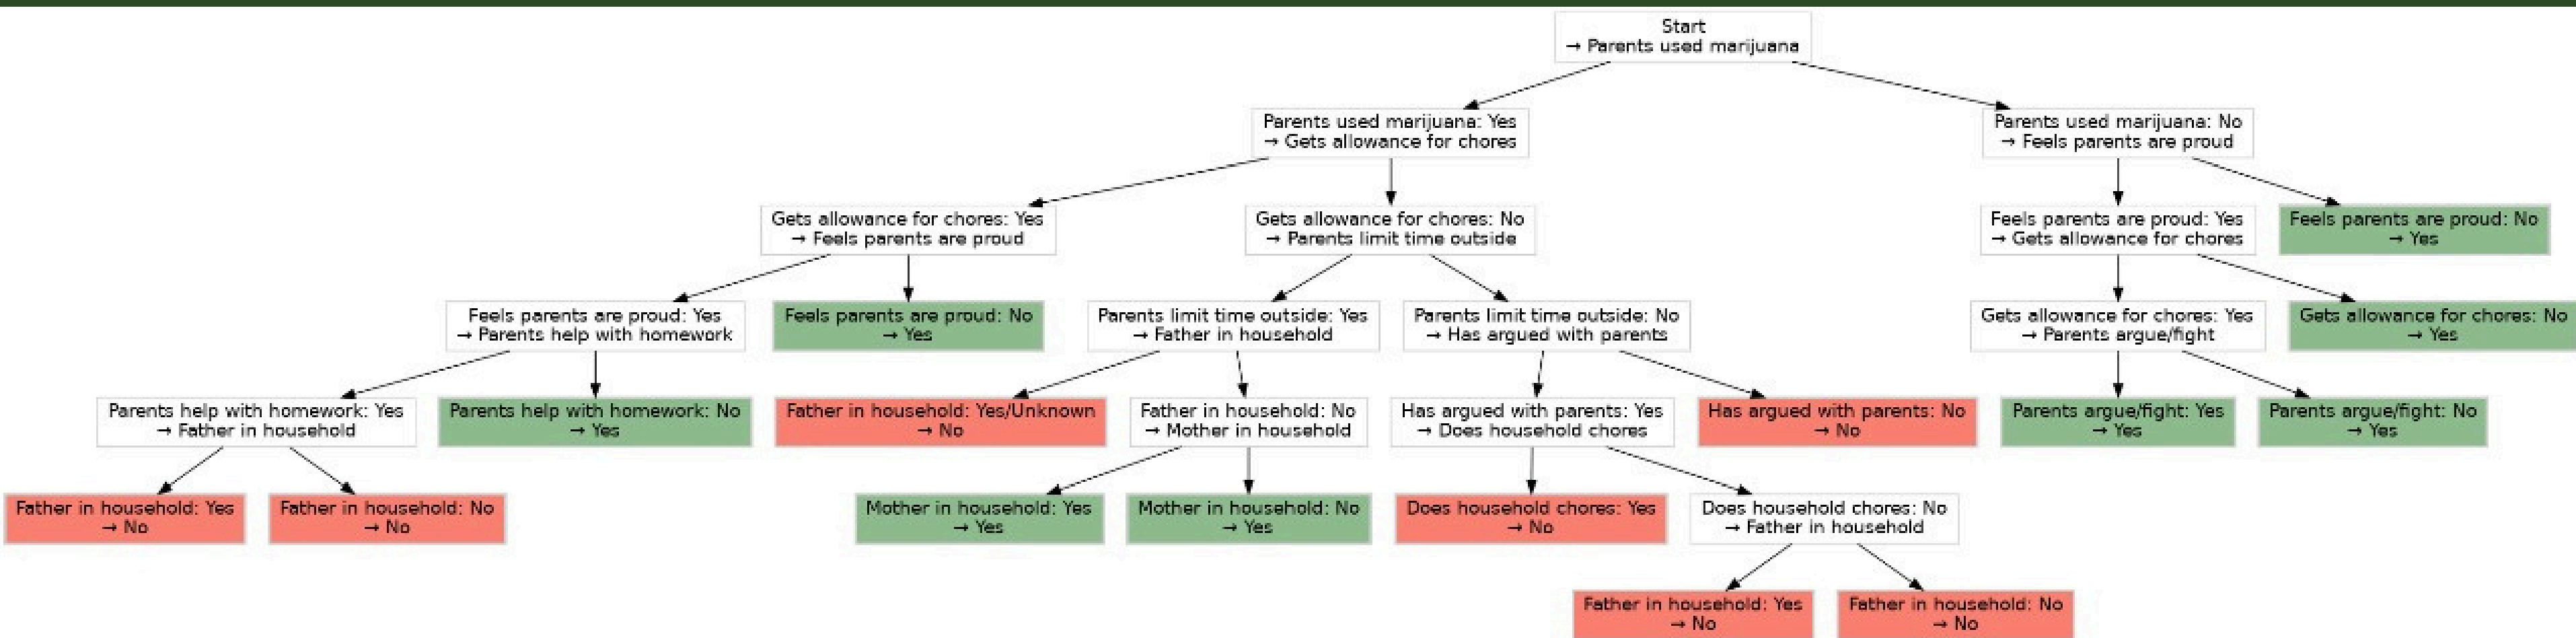 Start
→ Parents used marijuana
Parents used marijuana: Yes
→ Gets allowance for chores
Parents used marijuana: No
→ Feels parents are proud
Gets allowance for chores: Yes
→ Feels parents are proud
Gets allowance for chores: No
→ Parents limit time outside
Feels parents are proud: Yes
→ Gets allowance for chores
Feels parents are proud: No
→ Yes
Feels parents are proud: Yes
→ Parents help with homework
Feels parents are proud: No
→ Yes
Parents limit time outside: Yes
→ Father in household
Parents limit time outside: No
→ Has argued with parents
Gets allowance for chores: Yes
→ Parents argue/fight
Gets allowance for chores: No
→ Yes
Parents help with homework: Yes
→ Father in household
Parents help with homework: No
→ Yes
Father in household: Yes/Unknown
→ No
Father in household: No
→ Mother in household
Has argued with parents: Yes
→ Does household chores
Has argued with parents: No
→ No
Parents argue/fight: Yes
→ Yes
Parents argue/fight: No
→ Yes
Father in household: Yes
→ No
Father in household: No
→ No
Mother in household: Yes
→ Yes
Mother in household: No
→ Yes
Does household chores: Yes
→ No
Does household chores: No
→ Father in household
Father in household: Yes
→ No
Father in household: No
→ No